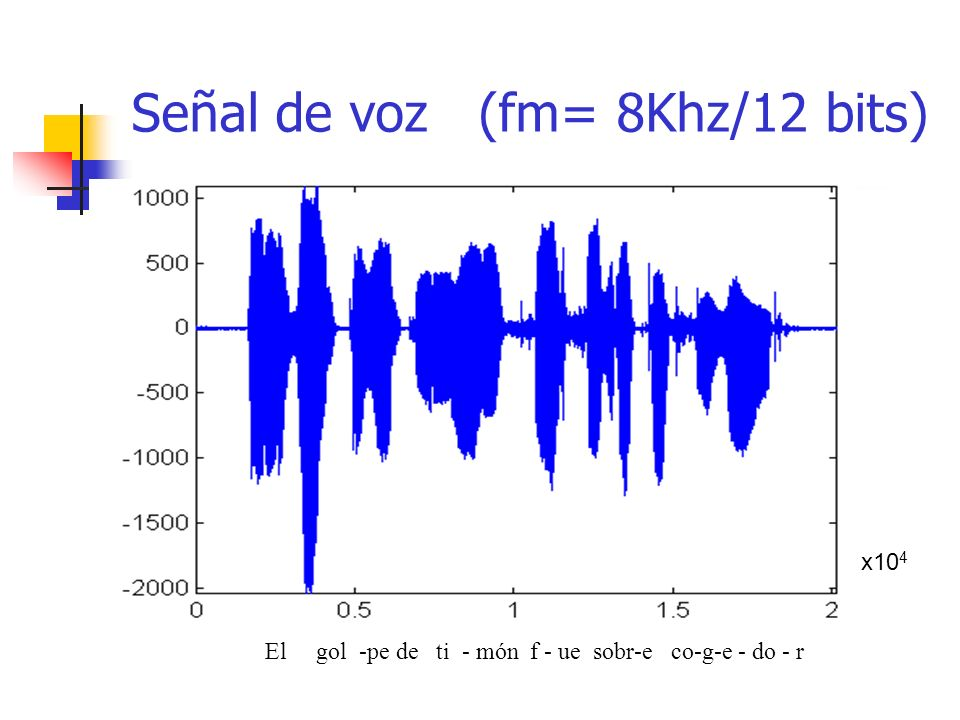 Señal de voz (fm= 8Khz/12 bits)
1000
500
0
-500
-1000
-1500
-2000
0 0.5 1 1.5 2
x10⁴
El gol -pe de ti - món f - ue sobr-e co-g-e - do - r